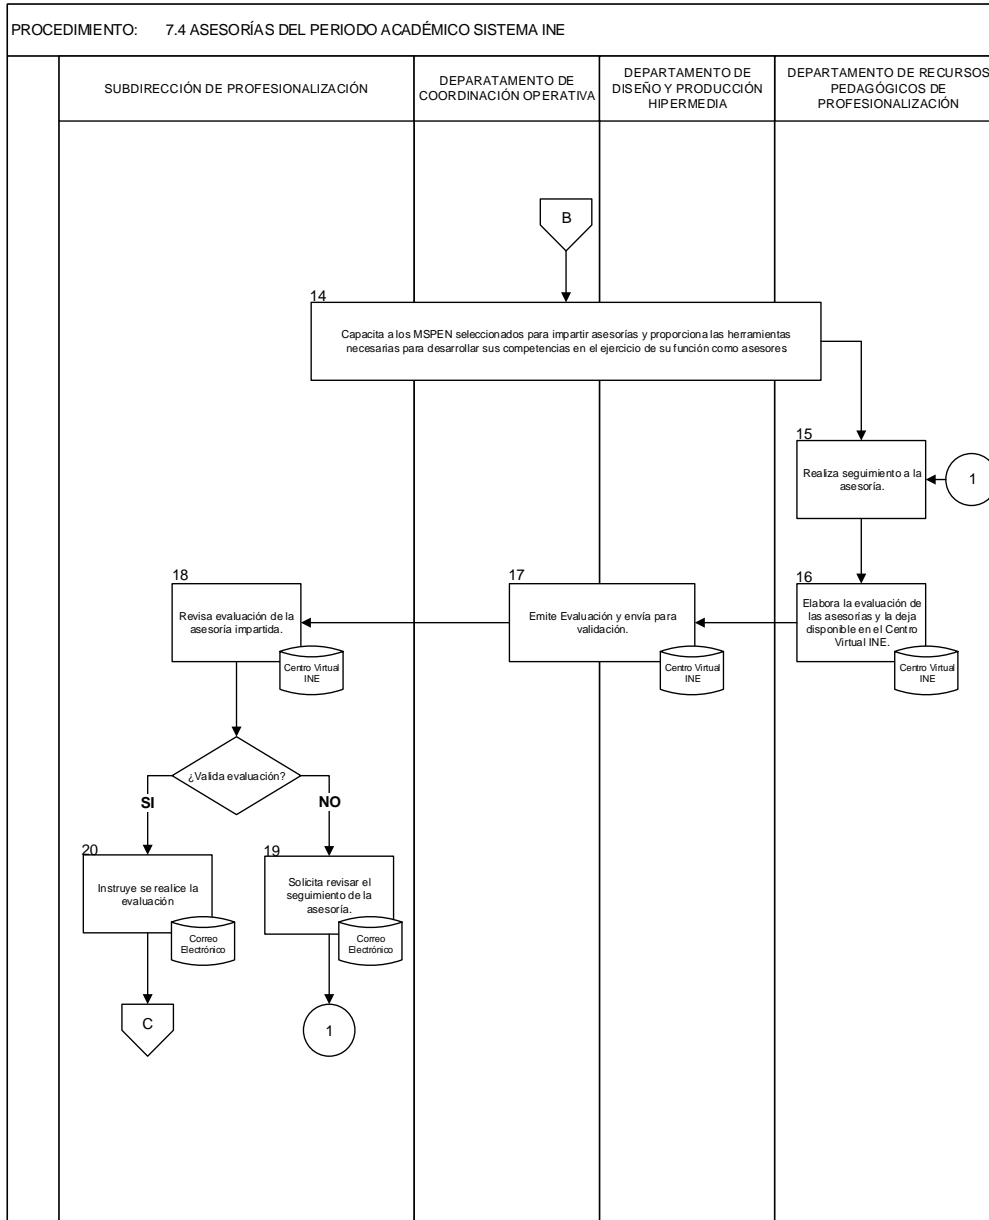 PROCEDIMIENTO: 7.4 ASESORÍAS DEL PERIODO ACADÉMICO SISTEMA INE
SUBDIRECCIÓN DE PROFESIONALIZACIÓN
DEPARATAMENTO DE
COORDINACIÓN OPERATIVA
DEPARTAMENTO DE
DISEÑO Y PRODUCCIÓN
HIPERMEDIA
DEPARTAMENTO DE RECURSOS
PEDAGÓGICOS DE
PROFESIONALIZACIÓN
B
14
Capacita a los MSPEN seleccionados para impartir asesorías y proporciona las herramientas
necesarias para desarrollar sus competencias en el ejercicio de su función como asesores
15
Realiza seguimiento a la
asesoría.
1
18
Revisa evaluación de la
asesoría impartida.
Centro Virtual
INE
17
Emite Evaluación y envía para
validación.
Centro Virtual
INE
16
Elabora la evaluación de
las asesorías y la deja
disponible en el Centro
Virtual INE.
Centro Virtual
INE
¿Valida evaluación?
SI
NO
20
Instruye se realice la
evaluación
Correo
Electrónico
19
Solicita revisar el
seguimiento de la
asesoría.
Correo
Electrónico
C
1